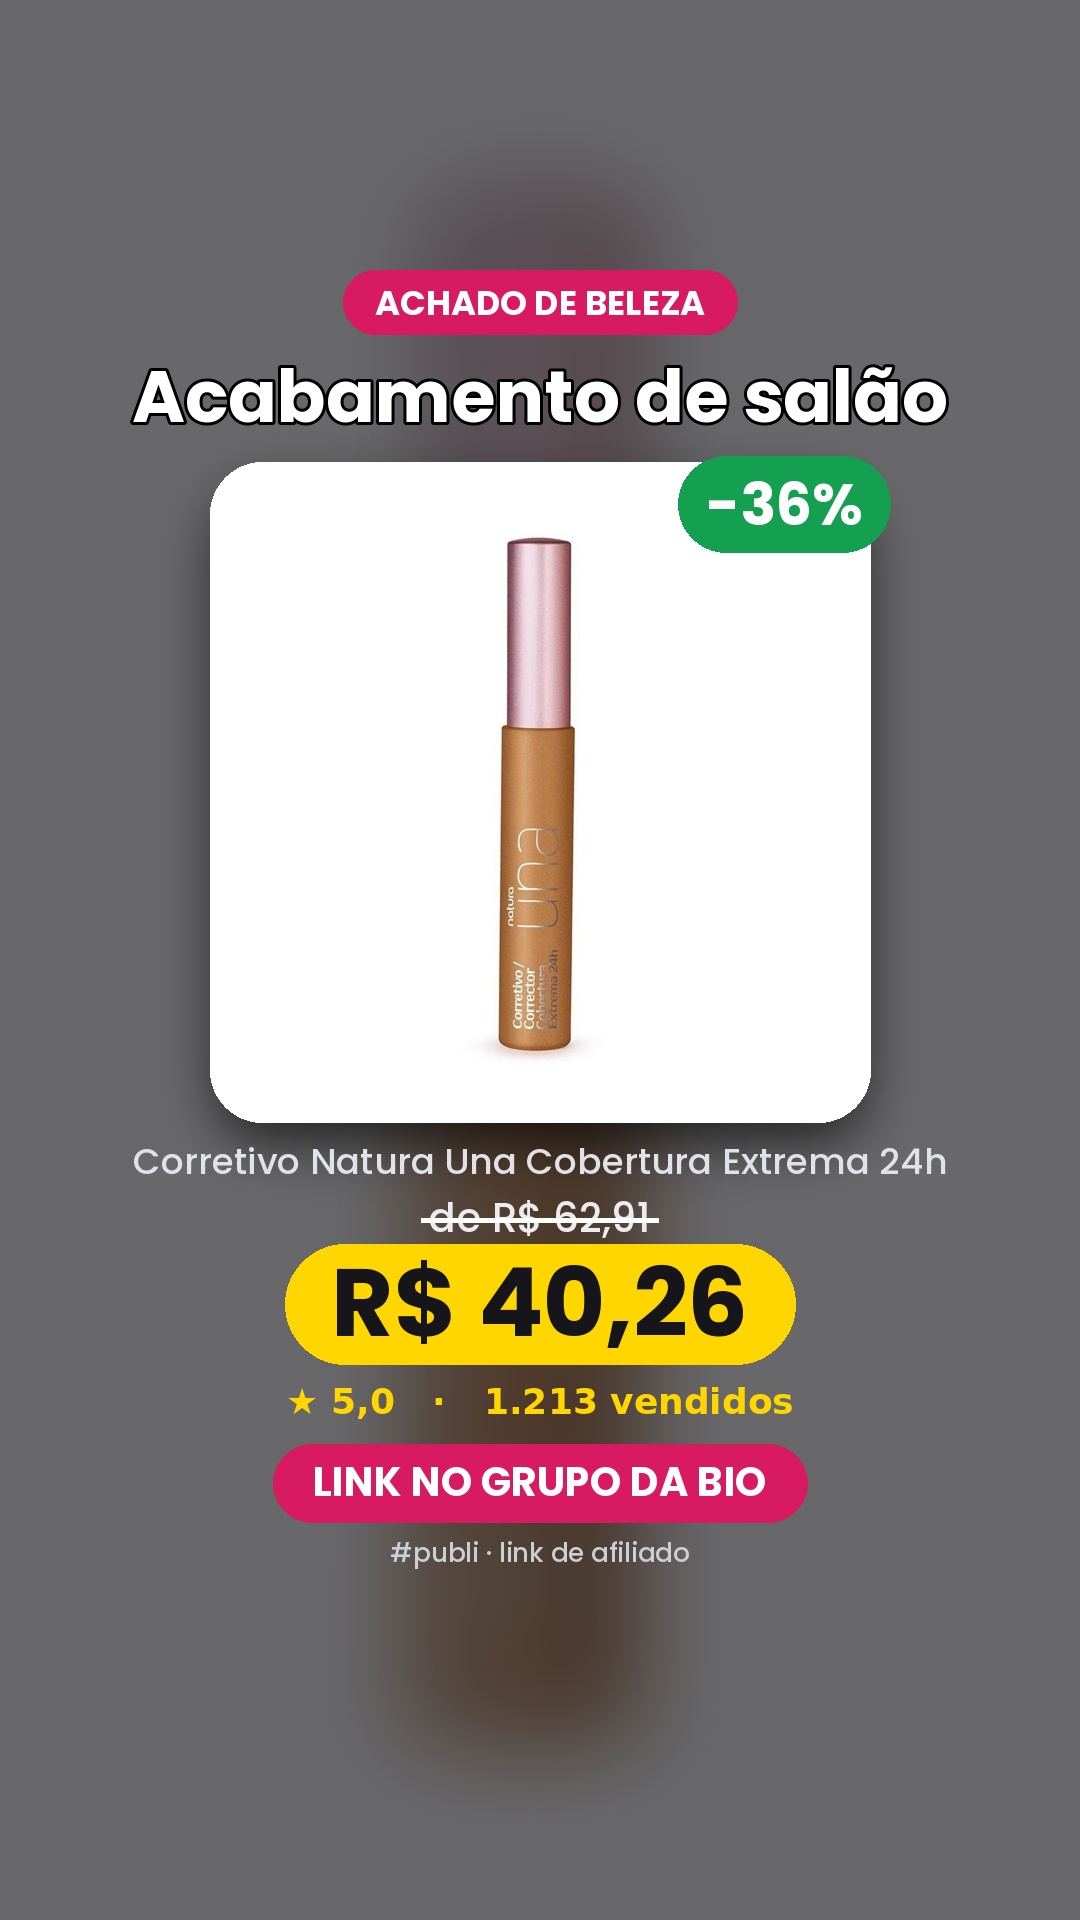 ACHADO DE BELEZA
Acabamento de salão
-36%
natura
una
Corretivo /
Corrector
Cobertura
Extrema 24h
Corretivo Natura Una Cobertura Extrema 24h
de R$ 62,91
R$ 40,26
★ 5,0 · 1.213 vendidos
LINK NO GRUPO DA BIO
#publi · link de afiliado